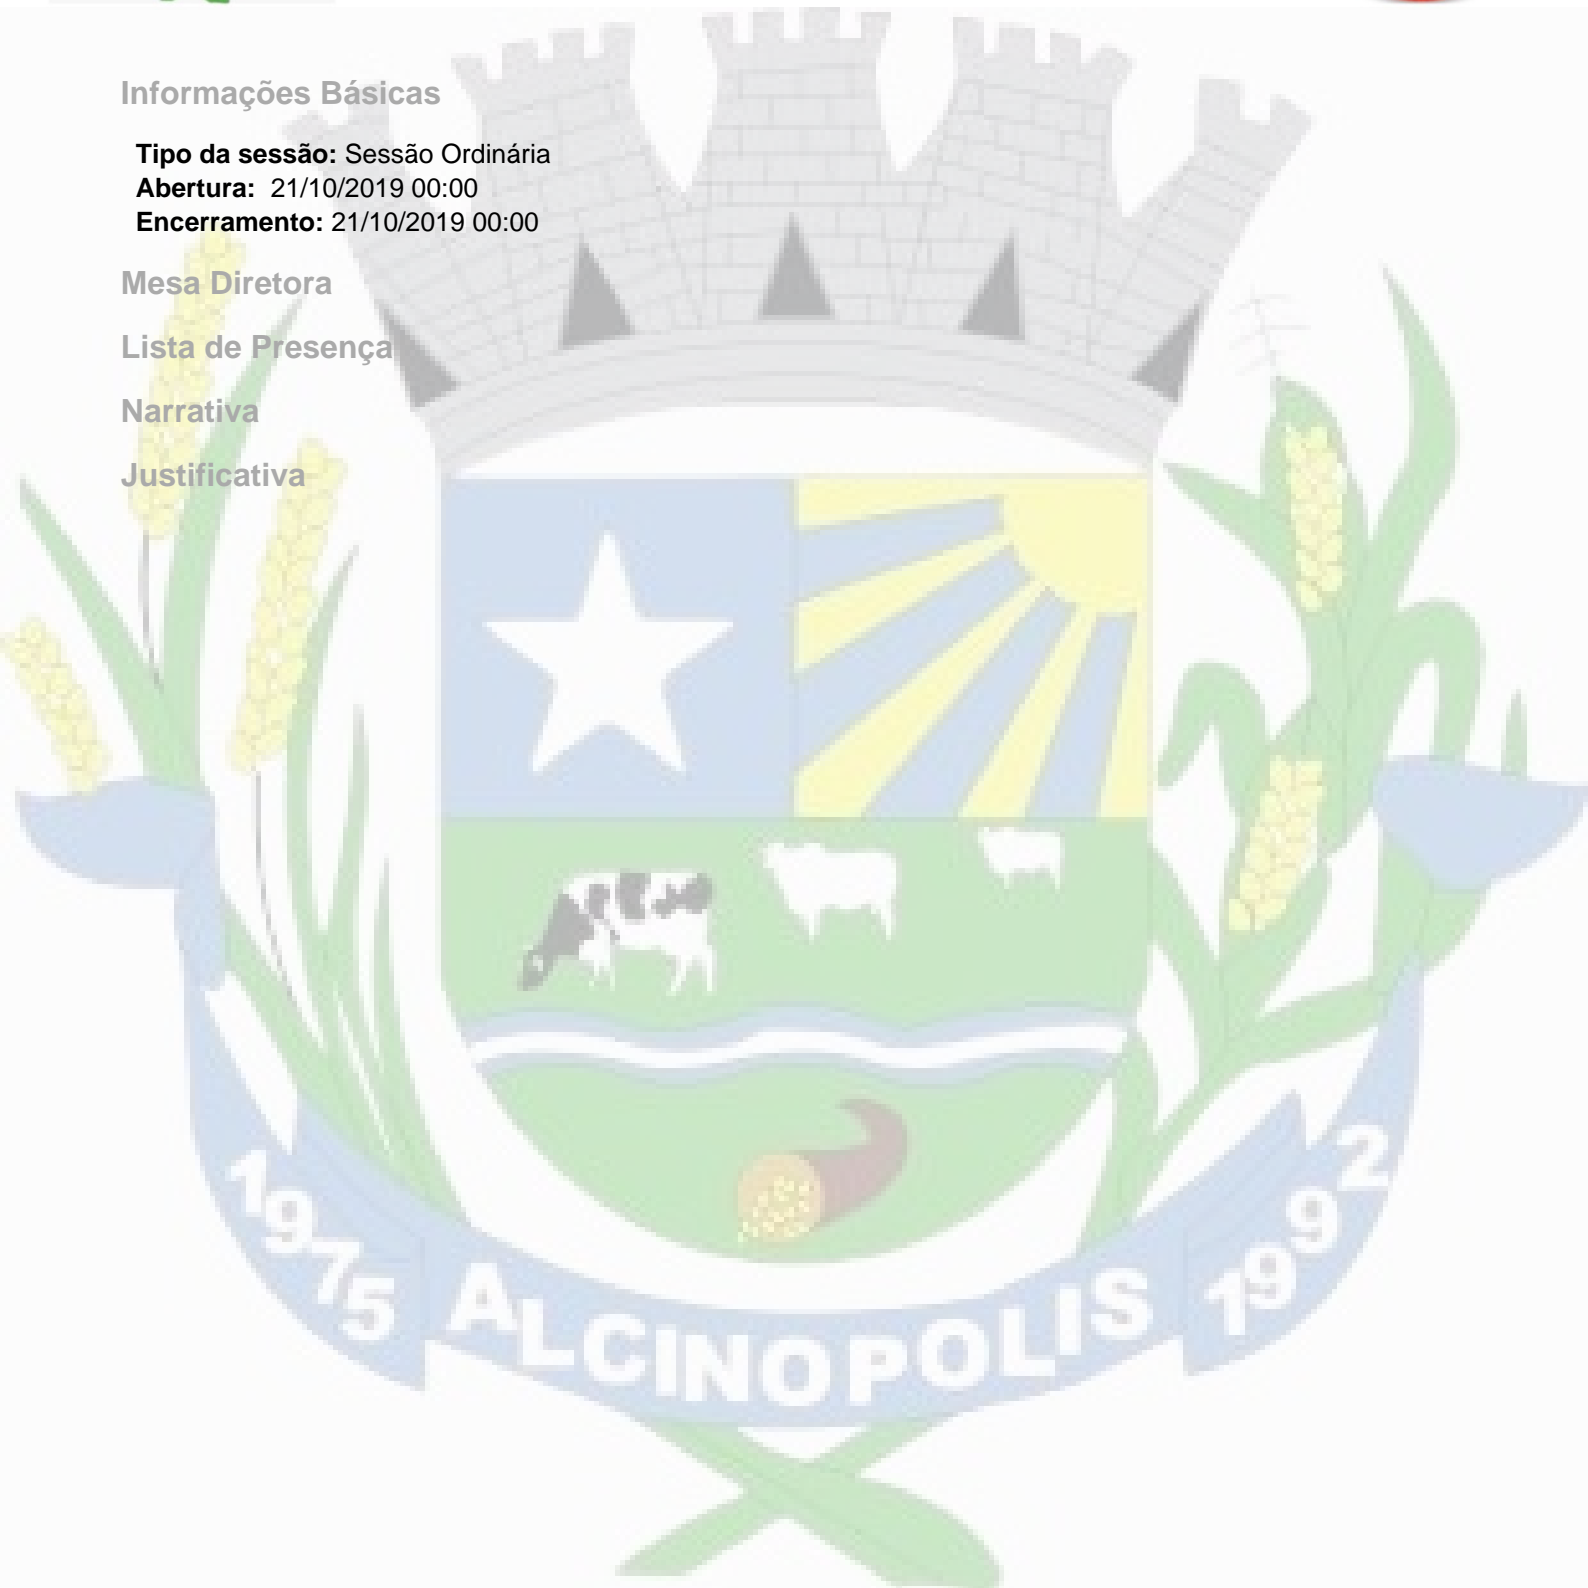 Informações Básicas
Tipo da sessão: Sessão Ordinária
Abertura: 21/10/2019 00:00
Encerramento: 21/10/2019 00:00
Mesa Diretora
Lista de Presença
Narrativa
Justificativa
1975 ALCINOPOLIS 1992